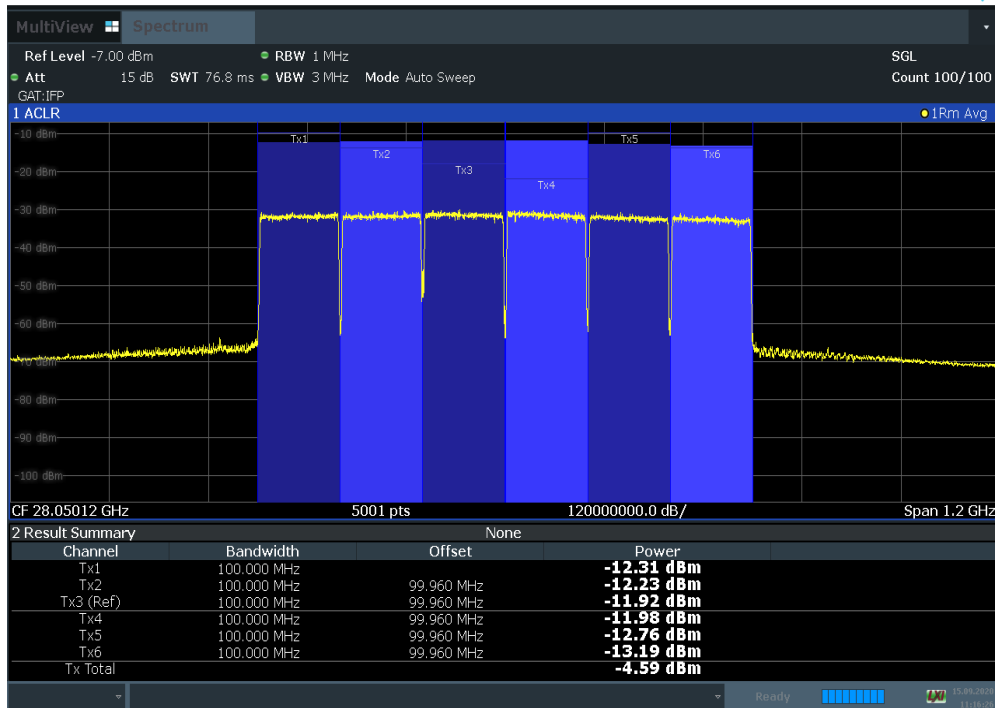 MultiView Spectrum
Ref Level -7.00 dBm RBW 1 MHz SGL
Att 15 dB SWT 76.8 ms VBW 3 MHz Mode Auto Sweep Count 100/100
GAT:IFP
1 ACLR 1Rm Avg
-10 dBm
Tx1 Tx5
Tx2 Tx6
-20 dBm Tx3
Tx4
-30 dBm
-40 dBm
-50 dBm
-60 dBm
-70 dBm
-80 dBm
-90 dBm
-100 dBm
CF 28.05012 GHz 5001 pts 120000000.0 dB/ Span 1.2 GHz
2 Result Summary None
Channel Bandwidth Offset Power
Tx1 100.000 MHz -12.31 dBm
Tx2 100.000 MHz 99.960 MHz -12.23 dBm
Tx3 (Ref) 100.000 MHz 99.960 MHz -11.92 dBm
Tx4 100.000 MHz 99.960 MHz -11.98 dBm
Tx5 100.000 MHz 99.960 MHz -12.76 dBm
Tx6 100.000 MHz 99.960 MHz -13.19 dBm
Tx Total -4.59 dBm
Ready 15.09.2020
11:16:26